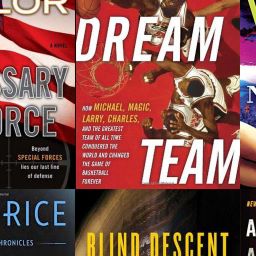 LOR
A NOVEL
SSARY
ORCE
Beyond
SPECIAL FORCES
lies our last line
of defense
DREAM
HOW MICHAEL, MAGIC,
LARRY, CHARLES,
AND THE GREATEST
TEAM OF ALL TIME
CONQUERED THE
WORLD AND CHANGED
THE GAME OF
BASKETBALL
FOREVER
TEAM
N
RICE
CHRONICLES
BLIND DESCENT
NEW
A
A